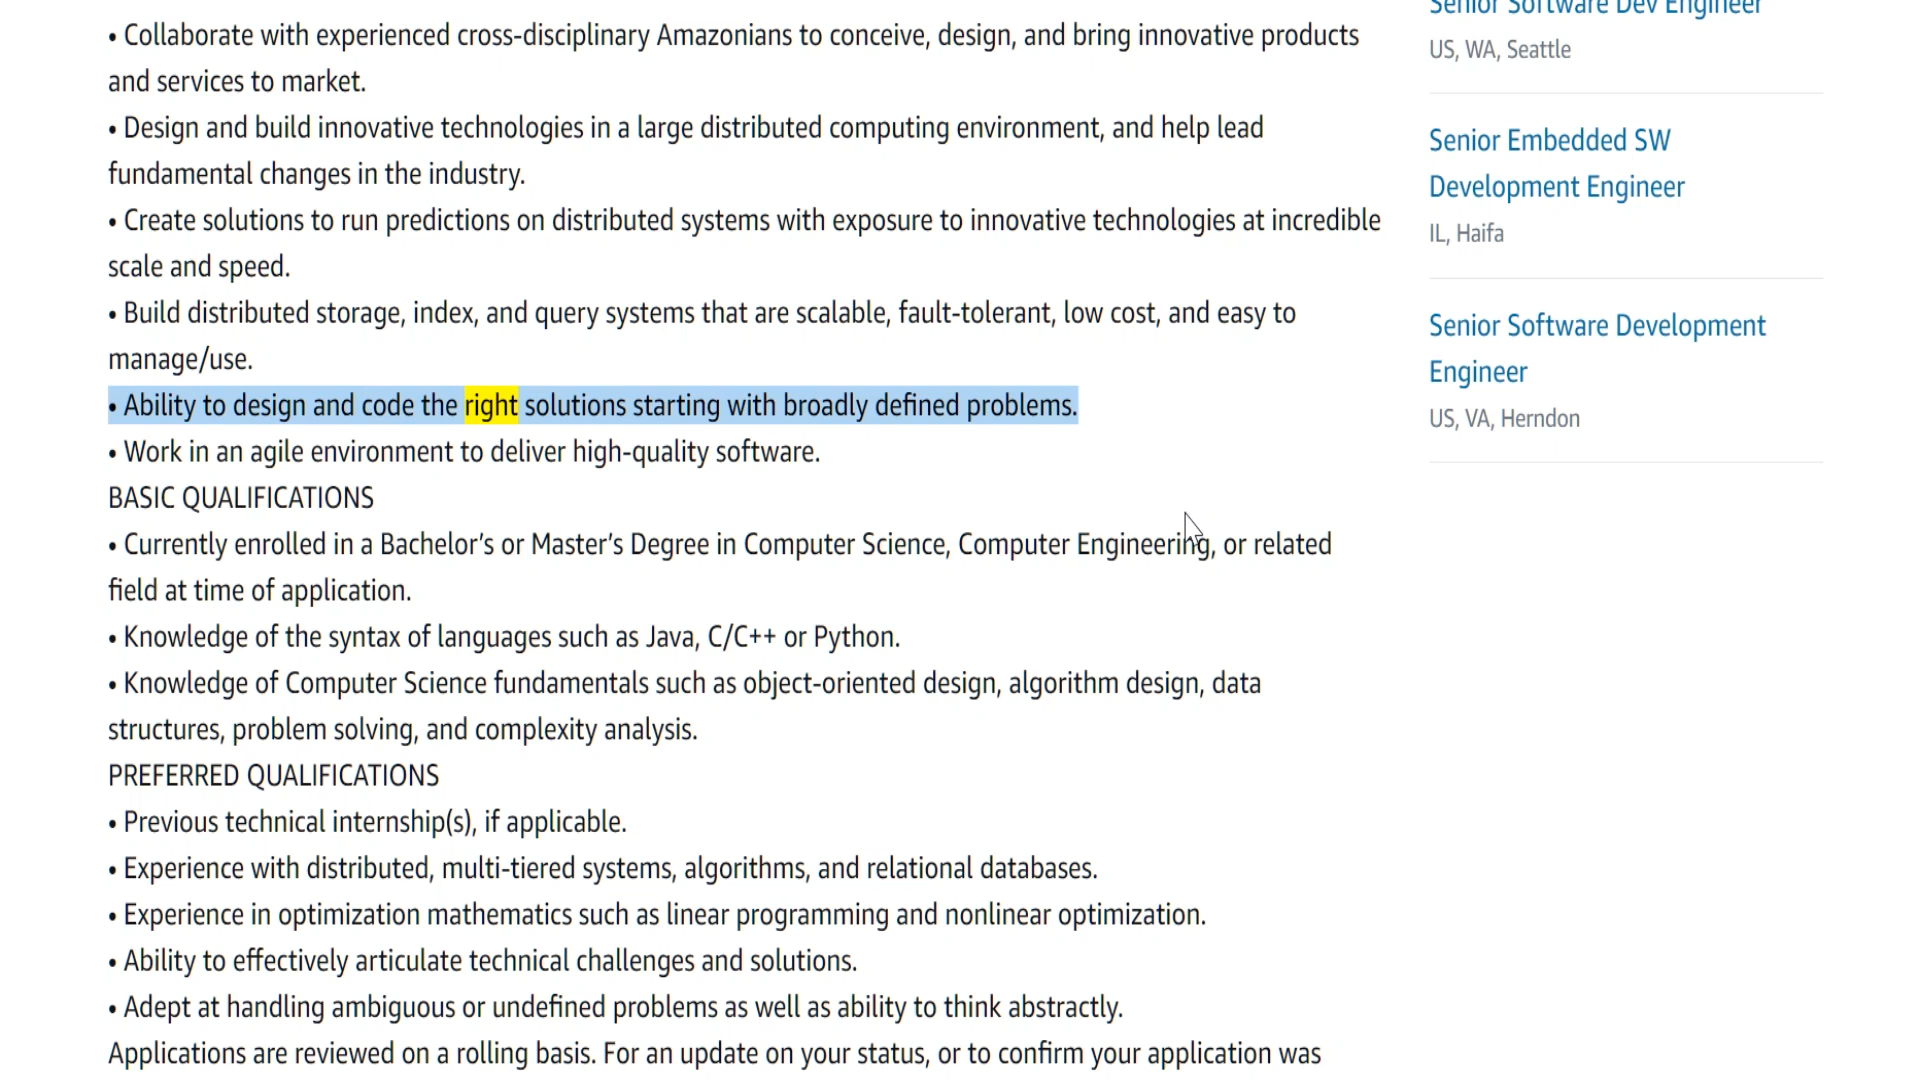 • Collaborate with experienced cross-disciplinary Amazonians to conceive, design, and bring innovative products
and services to market.
• Design and build innovative technologies in a large distributed computing environment, and help lead
fundamental changes in the industry.
• Create solutions to run predictions on distributed systems with exposure to innovative technologies at incredible
scale and speed.
• Build distributed storage, index, and query systems that are scalable, fault-tolerant, low cost, and easy to
manage/use.
• Ability to design and code the right solutions starting with broadly defined problems.
• Work in an agile environment to deliver high-quality software.
BASIC QUALIFICATIONS
• Currently enrolled in a Bachelor’s or Master’s Degree in Computer Science, Computer Engineering, or related
field at time of application.
• Knowledge of the syntax of languages such as Java, C/C++ or Python.
• Knowledge of Computer Science fundamentals such as object-oriented design, algorithm design, data
structures, problem solving, and complexity analysis.
PREFERRED QUALIFICATIONS
• Previous technical internship(s), if applicable.
• Experience with distributed, multi-tiered systems, algorithms, and relational databases.
• Experience in optimization mathematics such as linear programming and nonlinear optimization.
• Ability to effectively articulate technical challenges and solutions.
• Adept at handling ambiguous or undefined problems as well as ability to think abstractly.
Applications are reviewed on a rolling basis. For an update on your status, or to confirm your application was
Senior Software Dev Engineer
US, WA, Seattle
Senior Embedded SW
Development Engineer
IL, Haifa
Senior Software Development
Engineer
US, VA, Herndon